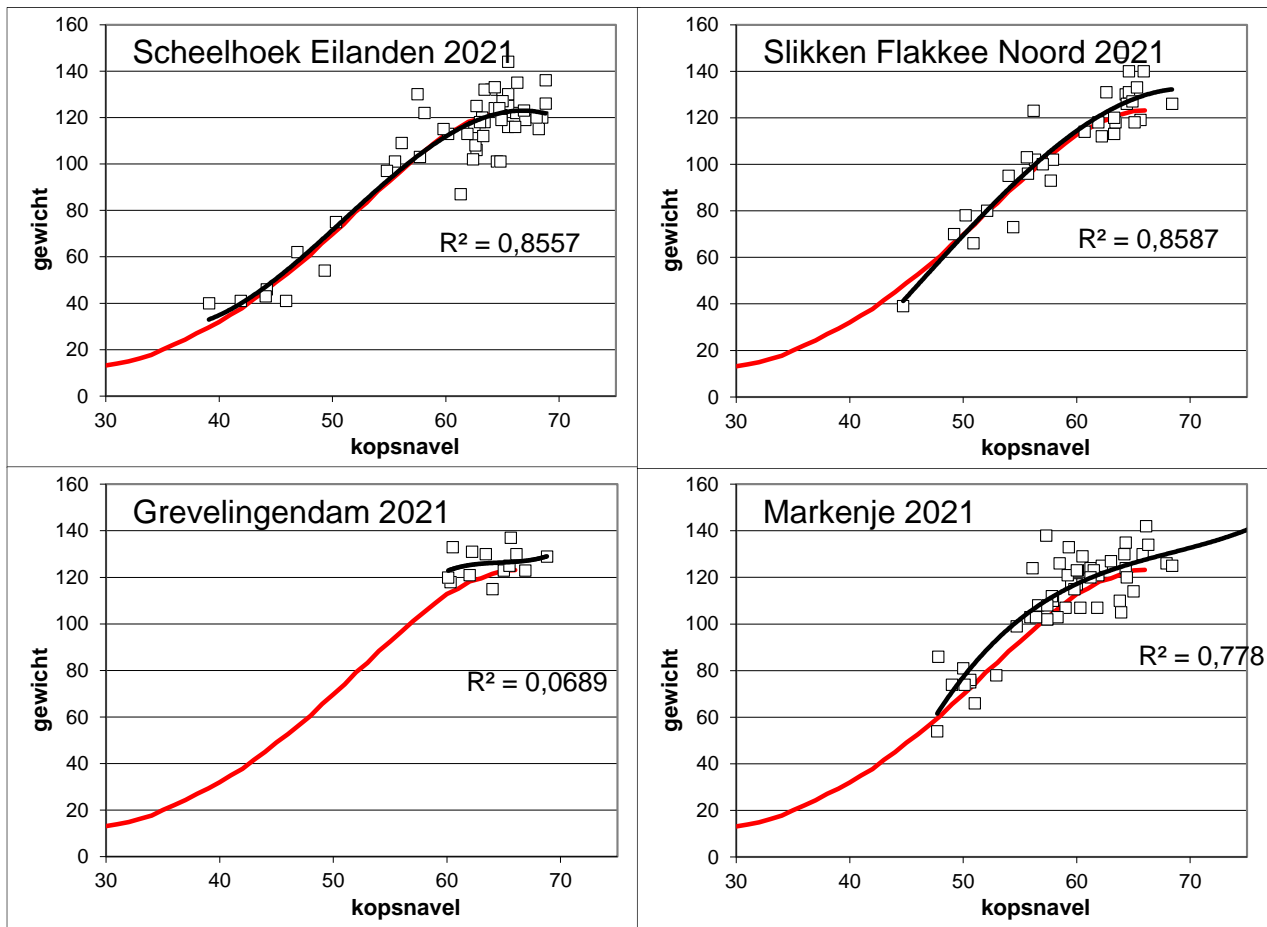 Scheelhoek Eilanden 2021
160
140
120
100
80
60
40
20
0
gewicht
R² = 0,8557
30 40 50 60 70
kopsnavel
Slikken Flakkee Noord 2021
160
140
120
100
80
60
40
20
0
gewicht
R² = 0,8587
30 40 50 60 70
kopsnavel
Grevelingendam 2021
160
140
120
100
80
60
40
20
0
gewicht
R² = 0,0689
30 40 50 60 70
kopsnavel
Markenje 2021
160
140
120
100
80
60
40
20
0
gewicht
R² = 0,778
30 40 50 60 70
kopsnavel